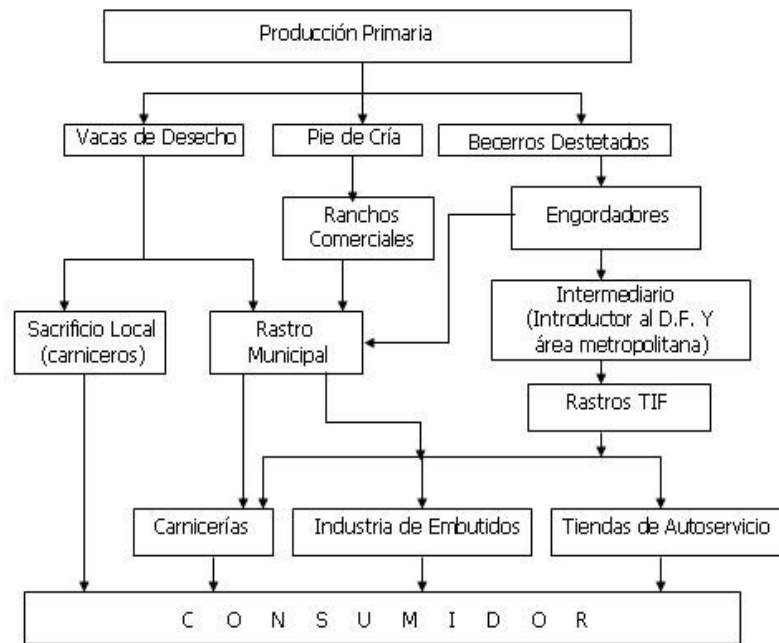 Producción Primaria
Vacas de Desecho
Pie de Cría
Becerros Destetados
Ranchos
Comerciales
Engordadores
Sacrificio Local
(carniceros)
Rastro
Municipal
Intermediario
(Introductor al D.F. Y
área metropolitana)
Rastros TIF
Carnicerías
Industria de Embutidos
Tiendas de Autoservicio
C O N S U M I D O R